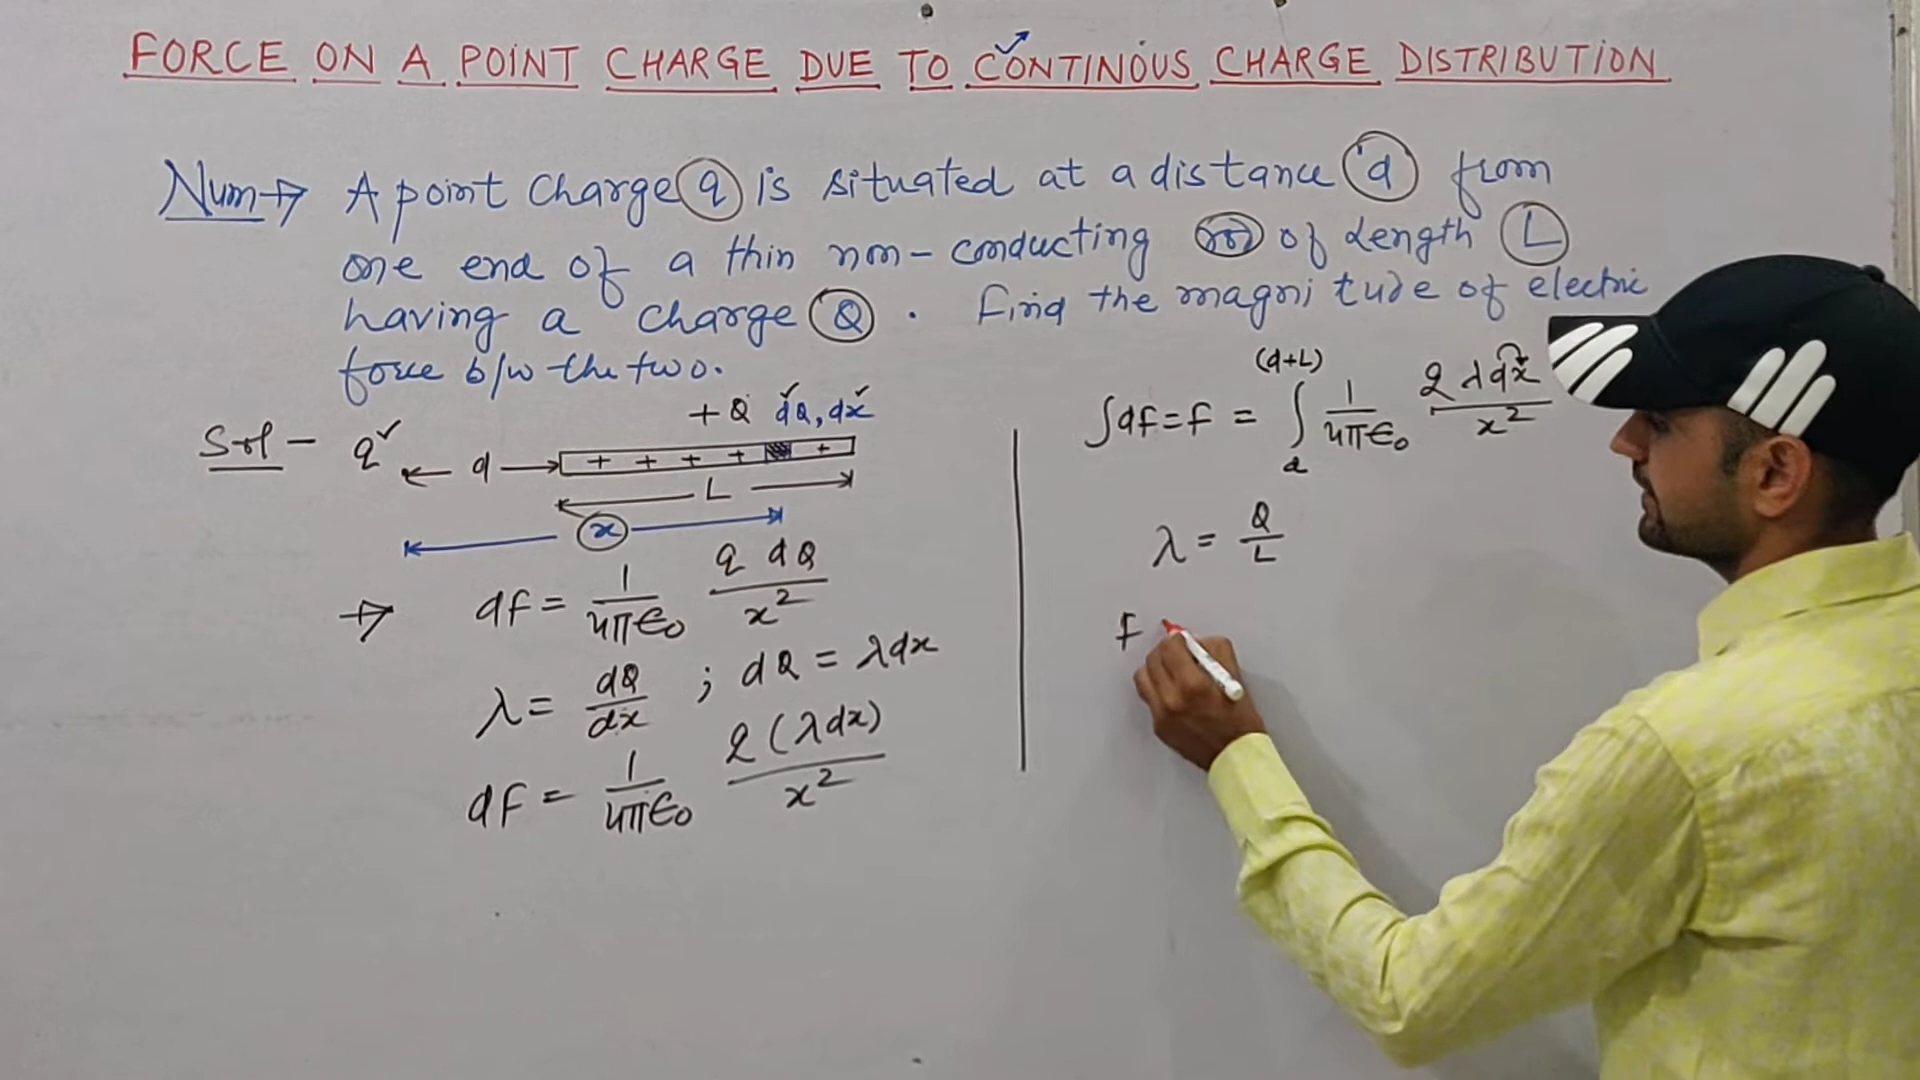 FORCE ON A POINT CHARGE DUE TO CONTINOUS CHARGE DISTRIBUTION
Num→ A point Charge q is situated at a distance 'd' from
one end of a thin non-conducting rod of Length L
having a charge Q. Find the magnitude of electric
force b/w the two.
Sol - q ← d → +Q dQ, dx
+ + + + +
L
x
→ dF = 1/4πϵ₀ q dQ/x²
λ = dQ/dx ; dQ = λdx
dF = 1/4πϵ₀ q(λdx)/x²
∫dF = F = ∫_d^(d+L) 1/4πϵ₀ q λdx/x²
λ = Q/L
F